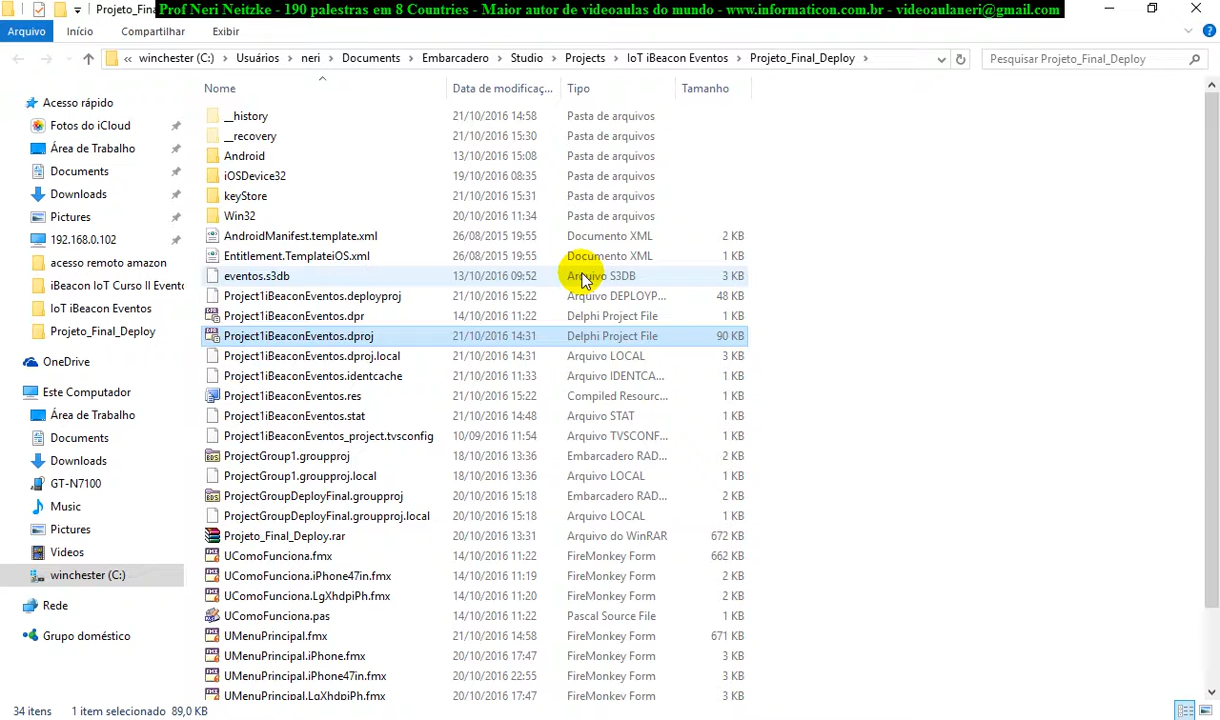 Projeto_Fina
Prof Neri Neitzke - 190 palestras em 8 Countries - Maior autor de videoaulas do mundo - www.informaticon.com.br - videoaulaneri@gmail.com
Arquivo Início Compartilhar Exibir
« winchester (C:) › Usuários › neri › Documents › Embarcadero › Studio › Projects › IoT iBeacon Eventos › Projeto_Final_Deploy ›
Pesquisar Projeto_Final_Deploy
Nome Data de modificaç... Tipo Tamanho
Acesso rápido
Fotos do iCloud
Área de Trabalho
Documents
Downloads
Pictures
192.168.0.102
acesso remoto amazon
iBeacon IoT Curso II Evento
IoT iBeacon Eventos
Projeto_Final_Deploy
OneDrive
Este Computador
Área de Trabalho
Documents
Downloads
GT-N7100
Music
Pictures
Videos
winchester (C:)
Rede
Grupo doméstico
__history 21/10/2016 14:58 Pasta de arquivos
__recovery 21/10/2016 15:30 Pasta de arquivos
Android 13/10/2016 15:08 Pasta de arquivos
iOSDevice32 19/10/2016 08:35 Pasta de arquivos
keyStore 21/10/2016 15:31 Pasta de arquivos
Win32 20/10/2016 11:34 Pasta de arquivos
AndroidManifest.template.xml 26/08/2015 19:55 Documento XML 2 KB
Entitlement.TemplateiOS.xml 26/08/2015 19:55 Documento XML 1 KB
eventos.s3db 13/10/2016 09:52 Arquivo S3DB 3 KB
Project1iBeaconEventos.deployproj 21/10/2016 15:22 Arquivo DEPLOYP... 48 KB
Project1iBeaconEventos.dpr 14/10/2016 11:22 Delphi Project File 1 KB
Project1iBeaconEventos.dproj 21/10/2016 14:31 Delphi Project File 90 KB
Project1iBeaconEventos.dproj.local 21/10/2016 14:31 Arquivo LOCAL 3 KB
Project1iBeaconEventos.identcache 21/10/2016 11:33 Arquivo IDENTCA... 1 KB
Project1iBeaconEventos.res 21/10/2016 15:22 Compiled Resourc... 1 KB
Project1iBeaconEventos.stat 21/10/2016 14:48 Arquivo STAT 1 KB
Project1iBeaconEventos_project.tvsconfig 10/09/2016 11:54 Arquivo TVSCONF... 1 KB
ProjectGroup1.groupproj 18/10/2016 13:36 Embarcadero RAD... 2 KB
ProjectGroup1.groupproj.local 18/10/2016 13:36 Arquivo LOCAL 1 KB
ProjectGroupDeployFinal.groupproj 20/10/2016 15:18 Embarcadero RAD... 2 KB
ProjectGroupDeployFinal.groupproj.local 20/10/2016 15:18 Arquivo LOCAL 1 KB
Projeto_Final_Deploy.rar 20/10/2016 13:31 Arquivo do WinRAR 672 KB
UComoFunciona.fmx 14/10/2016 11:22 FireMonkey Form 662 KB
UComoFunciona.iPhone47in.fmx 14/10/2016 11:19 FireMonkey Form 2 KB
UComoFunciona.LgXhdpiPh.fmx 14/10/2016 11:20 FireMonkey Form 2 KB
UComoFunciona.pas 14/10/2016 11:22 Pascal Source File 1 KB
UMenuPrincipal.fmx 21/10/2016 14:58 FireMonkey Form 671 KB
UMenuPrincipal.iPhone.fmx 20/10/2016 17:47 FireMonkey Form 3 KB
UMenuPrincipal.iPhone47in.fmx 20/10/2016 22:55 FireMonkey Form 3 KB
UMenuPrincipal.LgXhdpiPh.fmx 20/10/2016 17:47 FireMonkey Form 3 KB
34 itens 1 item selecionado 89,0 KB